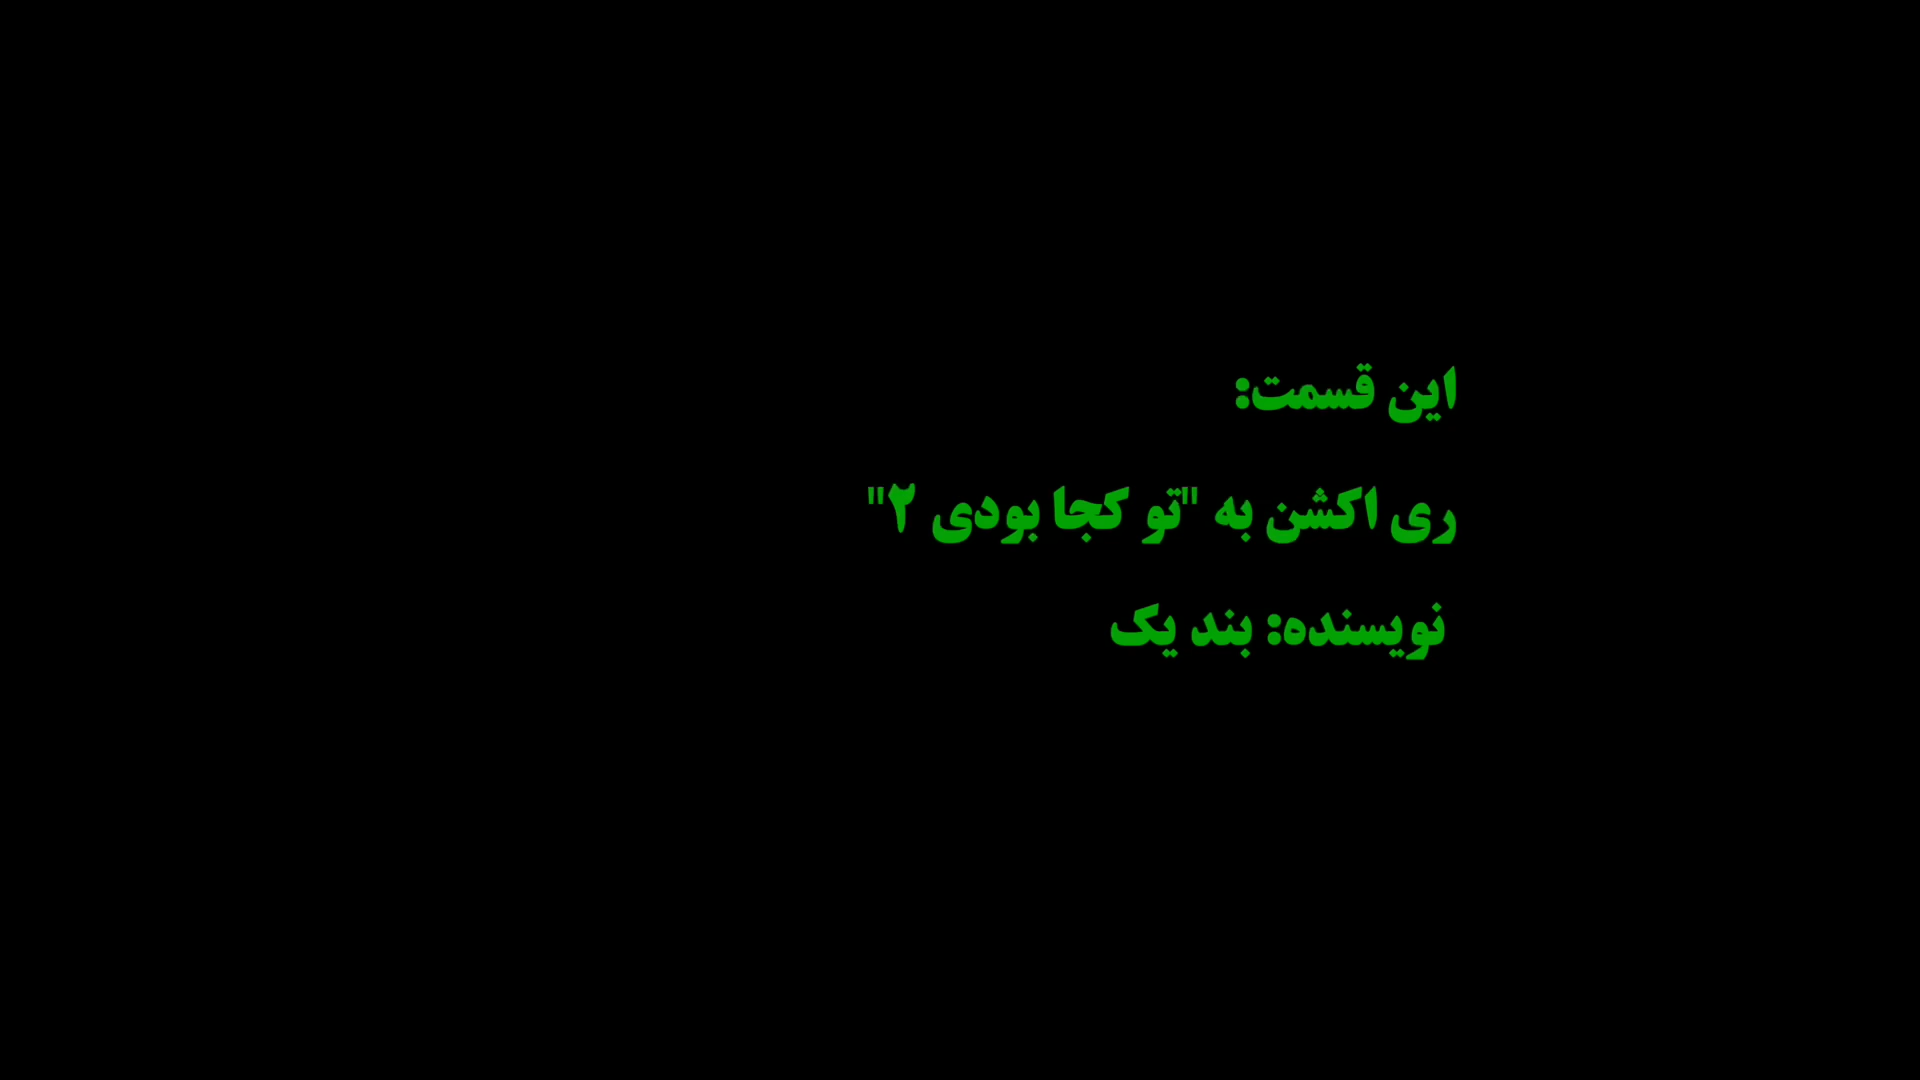 این قسمت:
ری اکشن به "تو کجا بودی ۲"
نویسنده: بند یک